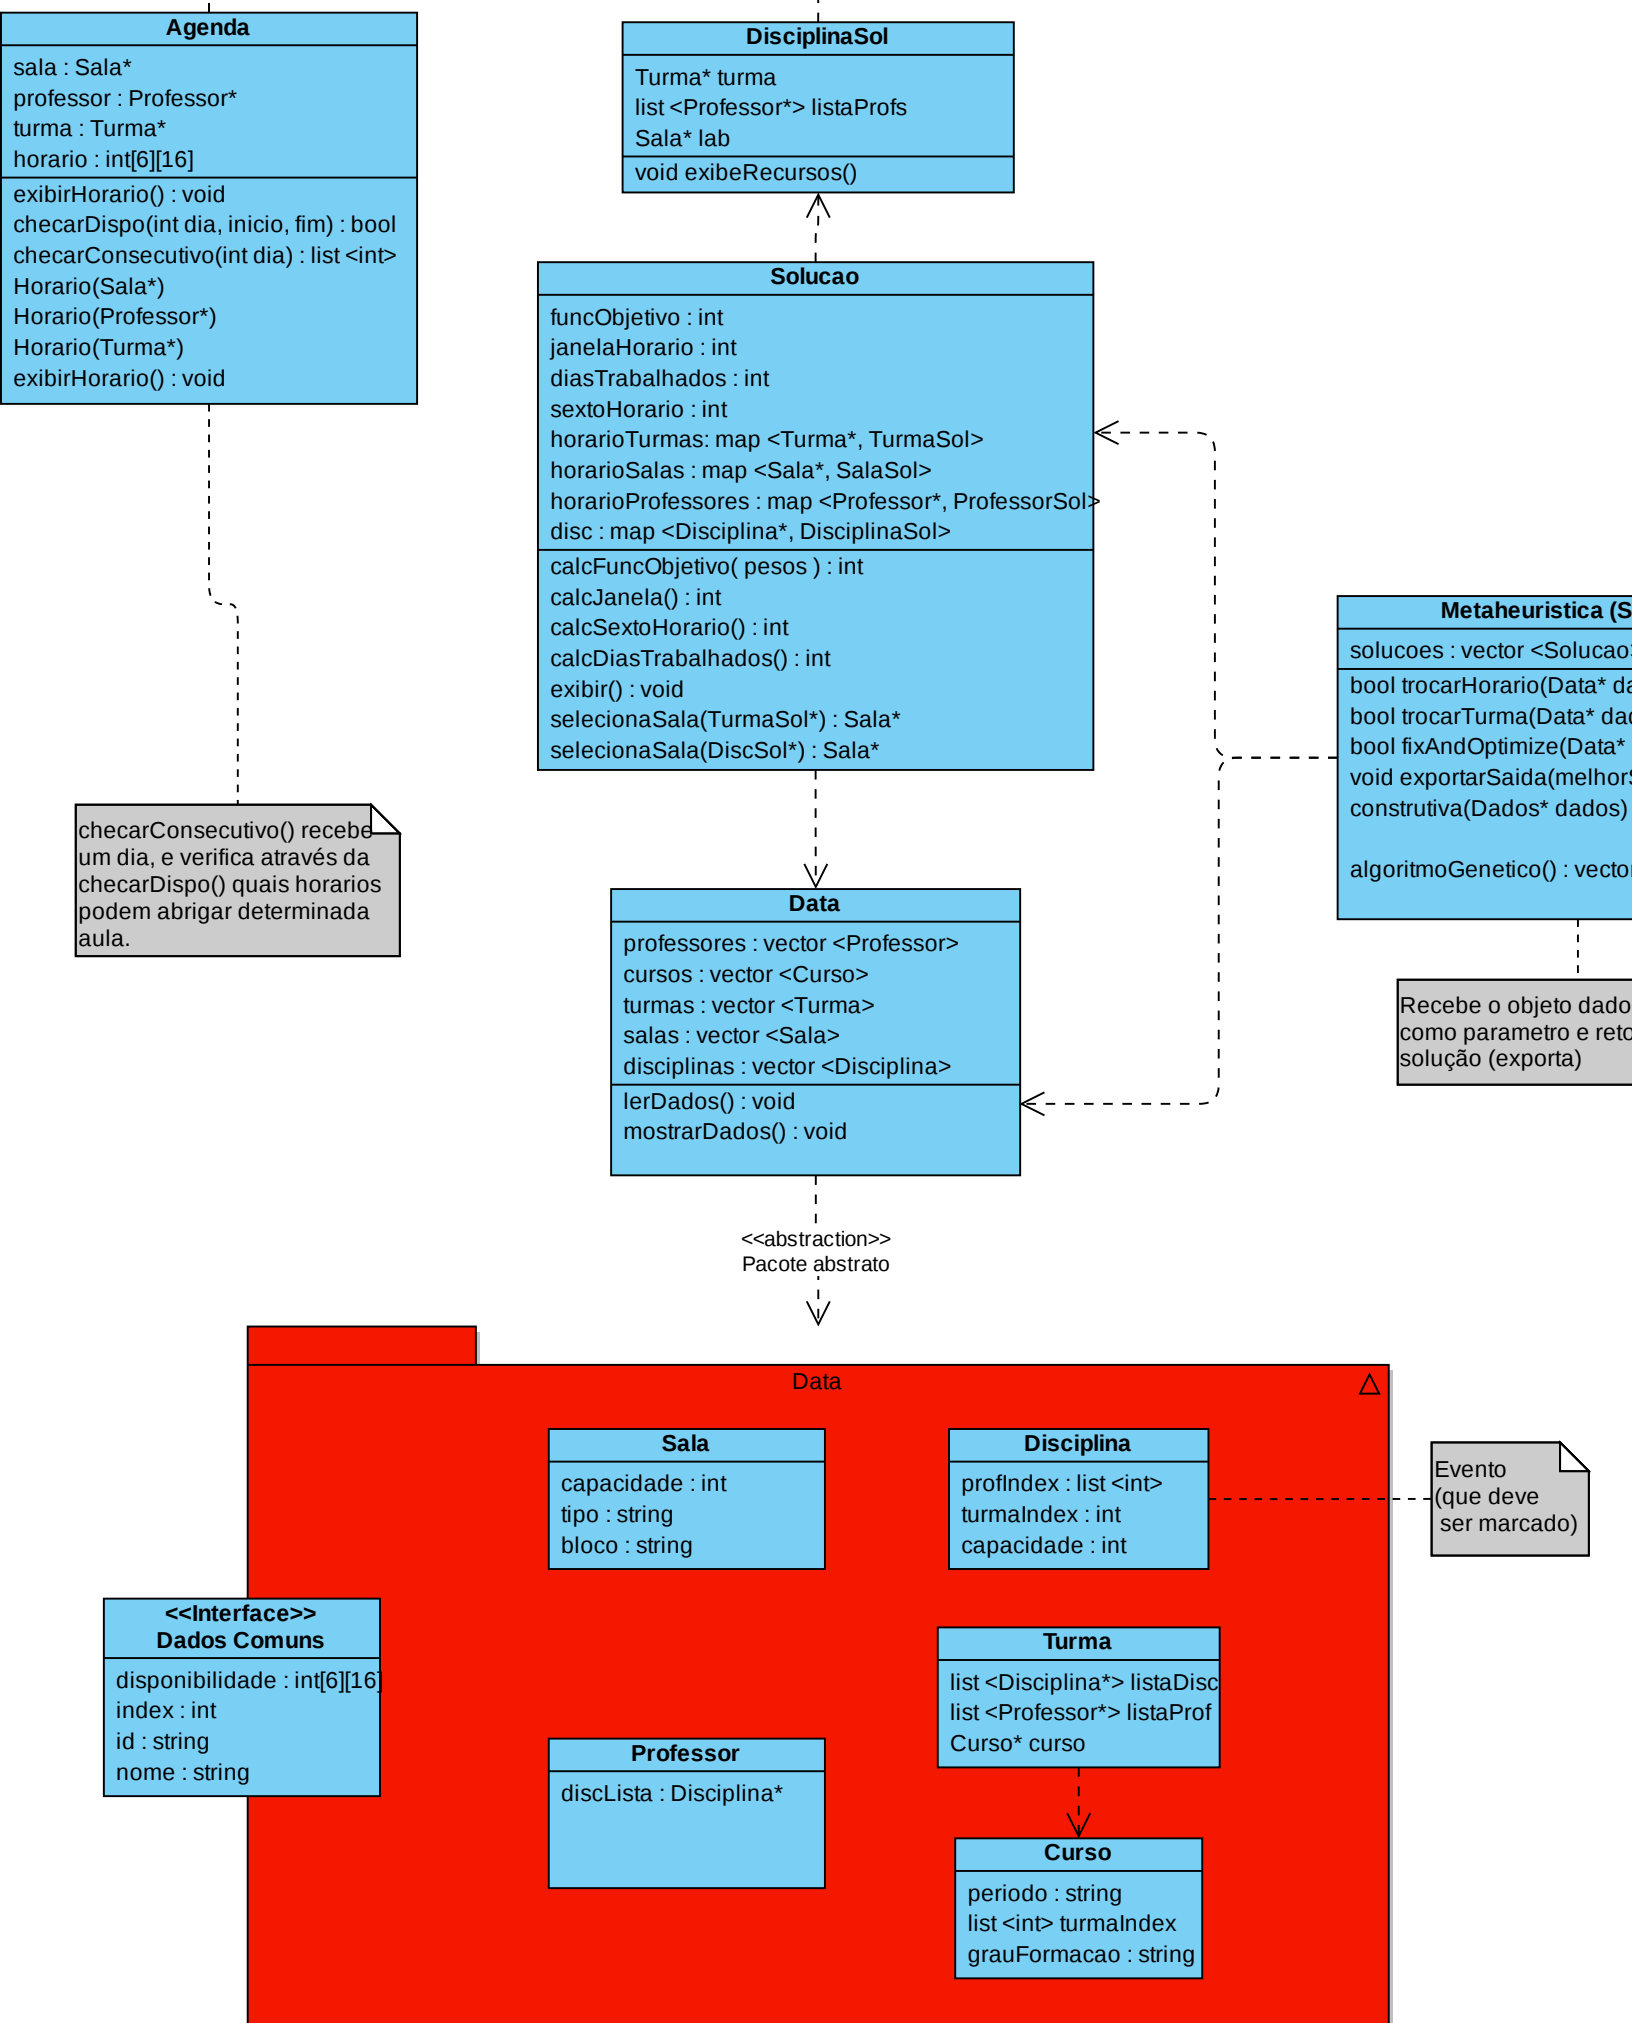 Agenda
sala : Sala*
professor : Professor*
turma : Turma*
horario : int[6][16]
exibirHorario() : void
checarDispo(int dia, inicio, fim) : bool
checarConsecutivo(int dia) : list <int>
Horario(Sala*)
Horario(Professor*)
Horario(Turma*)
exibirHorario() : void
DisciplinaSol
Turma* turma
list <Professor*> listaProfs
Sala* lab
void exibeRecursos()
Solucao
funcObjetivo : int
janelaHorario : int
diasTrabalhados : int
sextoHorario : int
horarioTurmas: map <Turma*, TurmaSol>
horarioSalas : map <Sala*, SalaSol>
horarioProfessores : map <Professor*, ProfessorSol>
disc : map <Disciplina*, DisciplinaSol>
calcFuncObjetivo( pesos ) : int
calcJanela() : int
calcSextoHorario() : int
calcDiasTrabalhados() : int
exibir() : void
selecionaSala(TurmaSol*) : Sala*
selecionaSala(DiscSol*) : Sala*
Metaheuristica (S
solucoes : vector <Solucao>
bool trocarHorario(Data* da
bool trocarTurma(Data* dad
bool fixAndOptimize(Data*
void exportarSaida(melhorS
construtiva(Dados* dados)
algoritmoGenetico() : vector
checarConsecutivo() recebe
um dia, e verifica através da
checarDispo() quais horarios
podem abrigar determinada
aula.
Data
professores : vector <Professor>
cursos : vector <Curso>
turmas : vector <Turma>
salas : vector <Sala>
disciplinas : vector <Disciplina>
lerDados() : void
mostrarDados() : void
Recebe o objeto dado
como parametro e reto
solução (exporta)
<<abstraction>>
Pacote abstrato
Data
Sala
capacidade : int
tipo : string
bloco : string
Disciplina
profIndex : list <int>
turmaIndex : int
capacidade : int
Evento
(que deve
ser marcado)
<<Interface>>
Dados Comuns
disponibilidade : int[6][16]
index : int
id : string
nome : string
Turma
list <Disciplina*> listaDisc
list <Professor*> listaProf
Curso* curso
Professor
discLista : Disciplina*
Curso
periodo : string
list <int> turmaIndex
grauFormacao : string